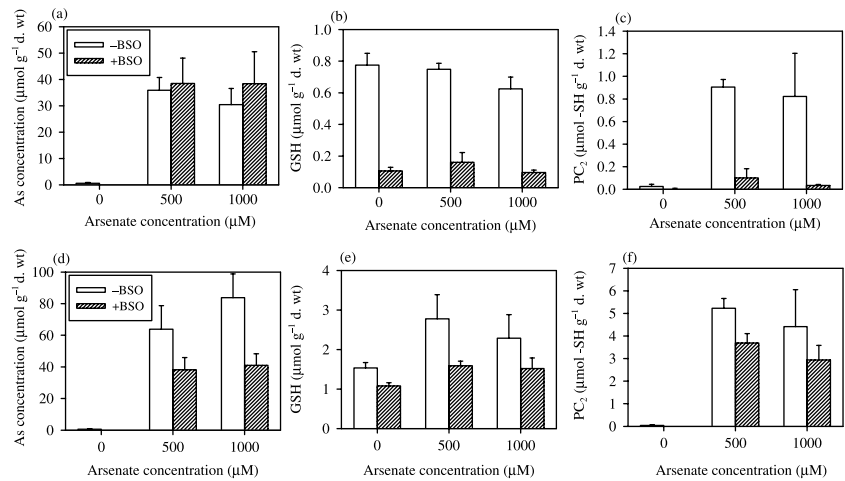 (a)
As concentration (μmol g⁻¹ d. wt)
60
50
40
30
20
10
0
–BSO
+BSO
0 500 1000
Arsenate concentration (μM)
(b)
GSH (μmol g⁻¹ d. wt)
1.0
0.8
0.6
0.4
0.2
0.0
0 500 1000
Arsenate concentration (μM)
(c)
PC₂ (μmol -SH g⁻¹ d. wt)
1.4
1.2
1.0
0.8
0.6
0.4
0.2
0.0
0 500 1000
Arsenate concentration (μM)
(d)
As concentration (μmol g⁻¹ d. wt)
100
80
60
40
20
0
–BSO
+BSO
0 500 1000
Arsenate concentration (μM)
(e)
GSH (μmol g⁻¹ d. wt)
4
3
2
1
0
0 500 1000
Arsenate concentration (μM)
(f)
PC₂ (μmol -SH g⁻¹ d. wt)
7
6
5
4
3
2
1
0
0 500 1000
Arsenate concentration (μM)